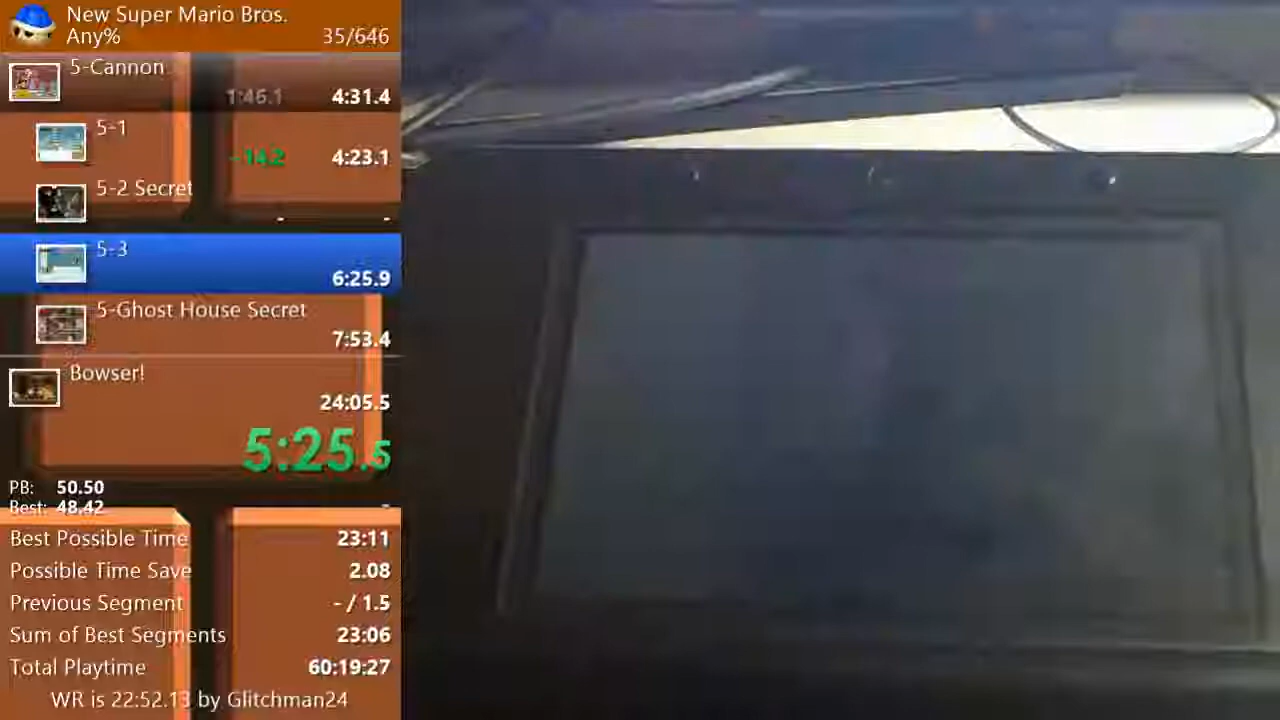 New Super Mario Bros.
Any% 35/646
5-Cannon
1:46.1 4:31.4
5-1
-14.2 4:23.1
5-2 Secret
- -
5-3
6:25.9
5-Ghost House Secret
7:53.4
Bowser!
24:05.5
5:25.5
PB: 50.50
Best: 48.42 -
Best Possible Time 23:11
Possible Time Save 2.08
Previous Segment - / 1.5
Sum of Best Segments 23:06
Total Playtime 60:19:27
WR is 22:52.13 by Glitchman24